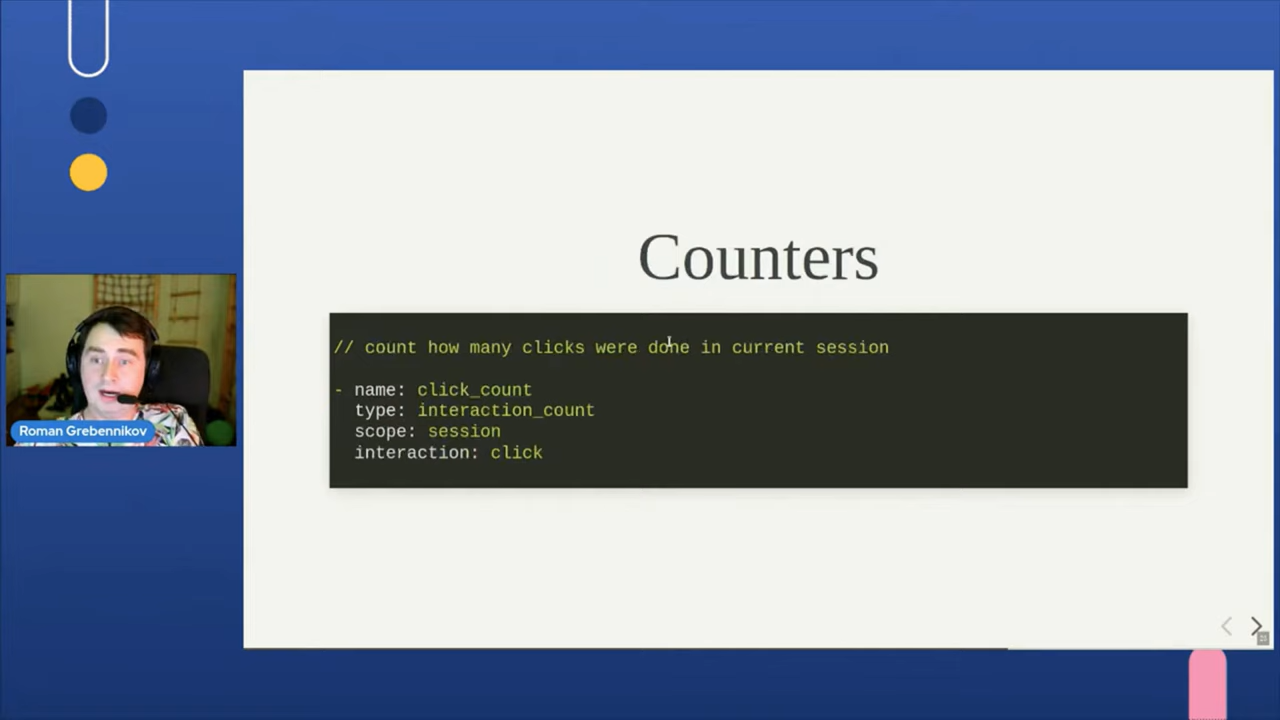 Counters
// count how many clicks were done in current session
- name: click_count
type: interaction_count
scope: session
interaction: click
Roman Grebennikov